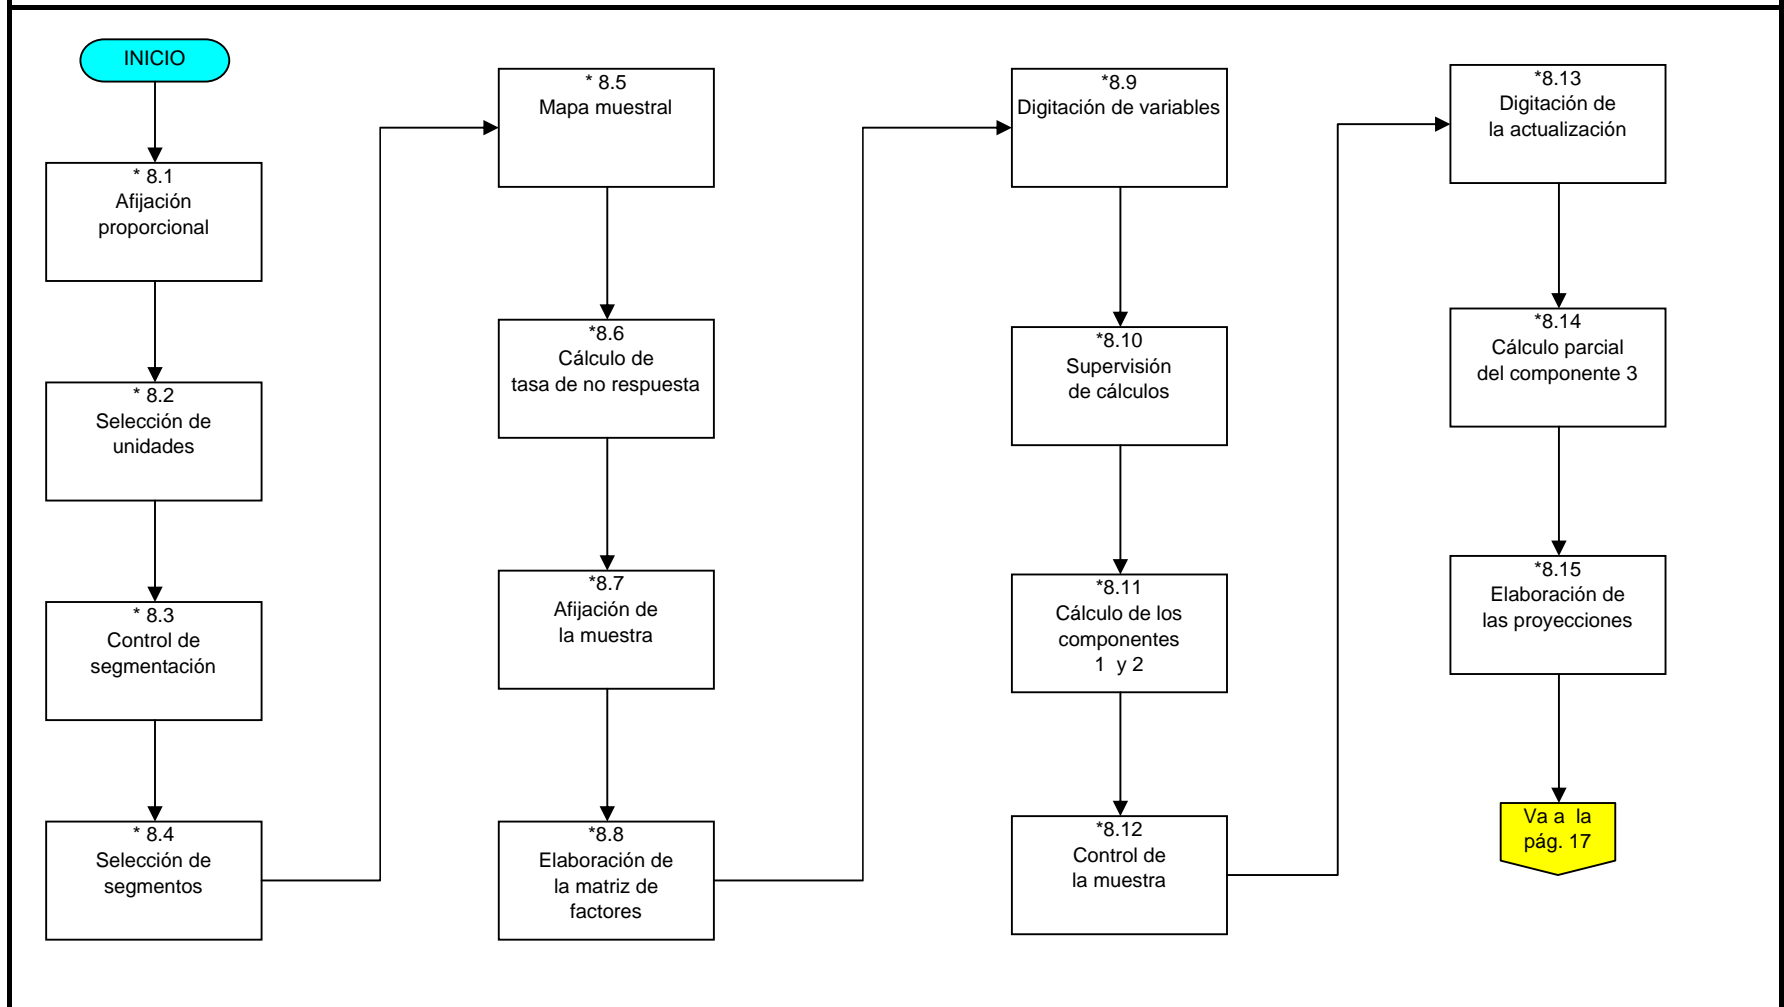 INICIO
* 8.1
Afijación
proporcional
* 8.2
Selección de
unidades
* 8.3
Control de
segmentación
* 8.4
Selección de
segmentos
* 8.5
Mapa muestral
*8.6
Cálculo de
tasa de no respuesta
*8.7
Afijación de
la muestra
*8.8
Elaboración de
la matriz de
factores
*8.9
Digitación de variables
*8.10
Supervisión
de cálculos
*8.11
Cálculo de los
componentes
1 y 2
*8.12
Control de
la muestra
*8.13
Digitación de
la actualización
*8.14
Cálculo parcial
del componente 3
*8.15
Elaboración de
las proyecciones
Va a la
pág. 17